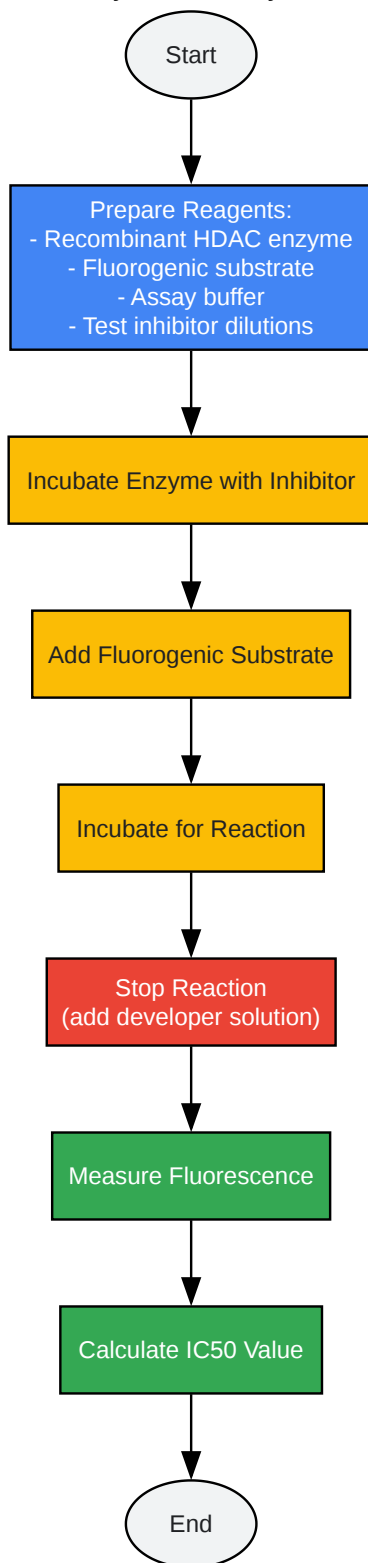 Start
Prepare Reagents:
- Recombinant HDAC enzyme
- Fluorogenic substrate
- Assay buffer
- Test inhibitor dilutions
Incubate Enzyme with Inhibitor
Add Fluorogenic Substrate
Incubate for Reaction
Stop Reaction
(add developer solution)
Measure Fluorescence
Calculate IC50 Value
End